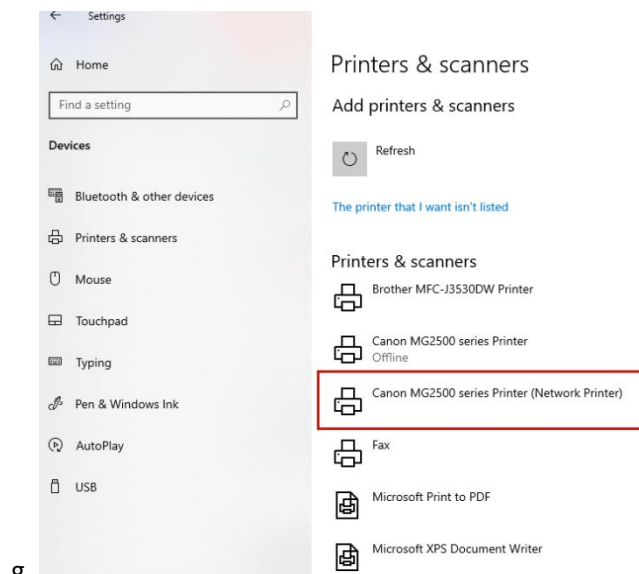 Settings
Home
Find a setting
Devices
Bluetooth & other devices
Printers & scanners
Mouse
Touchpad
Typing
Pen & Windows Ink
AutoPlay
USB
Printers & scanners
Add printers & scanners
Refresh
The printer that I want isn't listed
Printers & scanners
Brother MFC-J3530DW Printer
Canon MG2500 series Printer
Offline
Canon MG2500 series Printer (Network Printer)
Fax
Microsoft Print to PDF
Microsoft XPS Document Writer